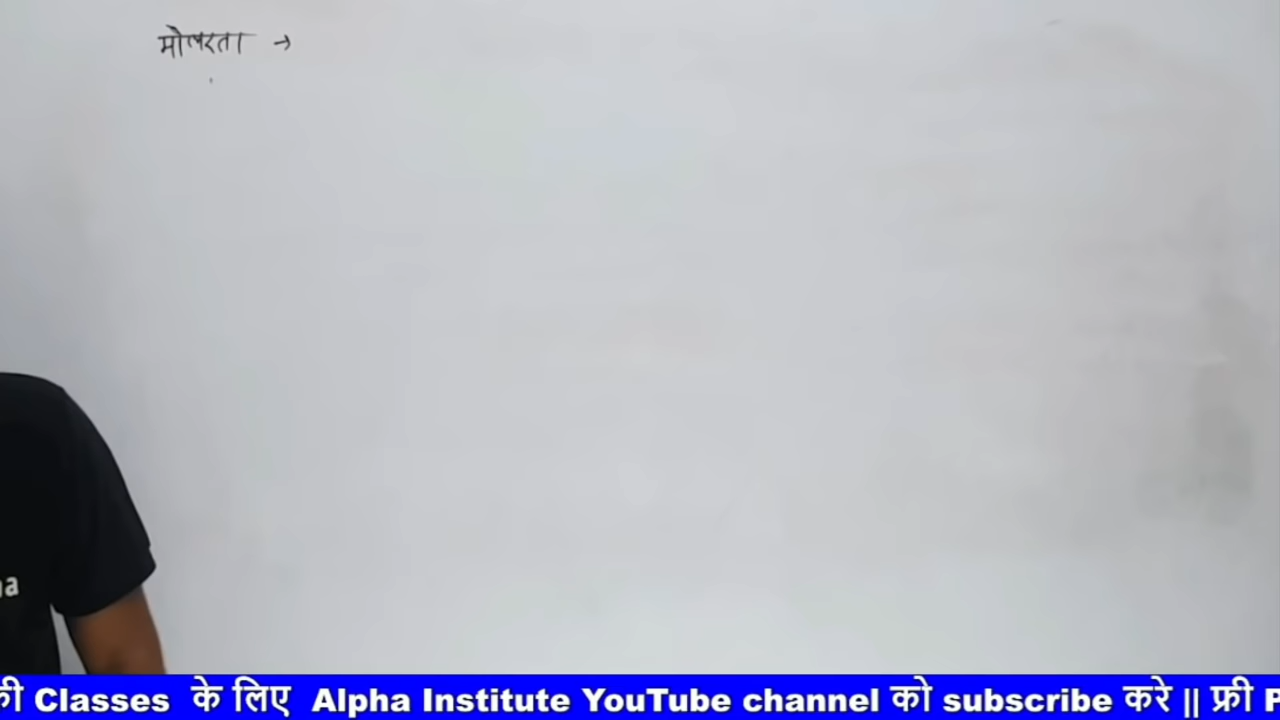 मोलरता →
की Classes के लिए Alpha Institute YouTube channel को subscribe करे || फ्री